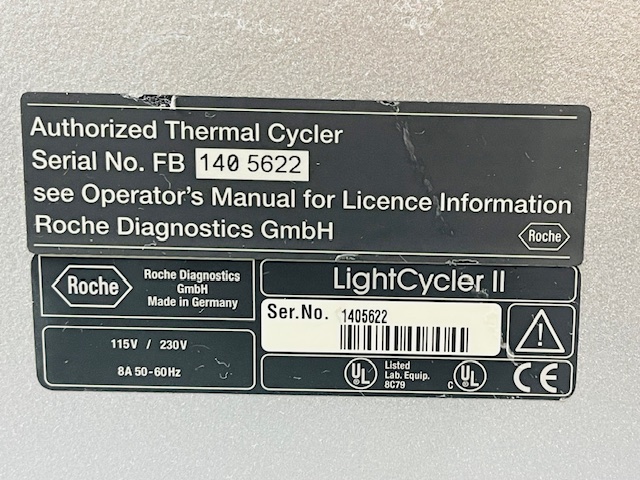 Authorized Thermal Cycler
Serial No. FB 140 5622
see Operator's Manual for Licence Information
Roche Diagnostics GmbH
Roche
Roche
Roche Diagnostics
GmbH
Made in Germany
115V / 230V
8A 50-60Hz
LightCycler II
Ser.No. 1405622
UL
Listed
Lab. Equip.
8C79
C UL
CE